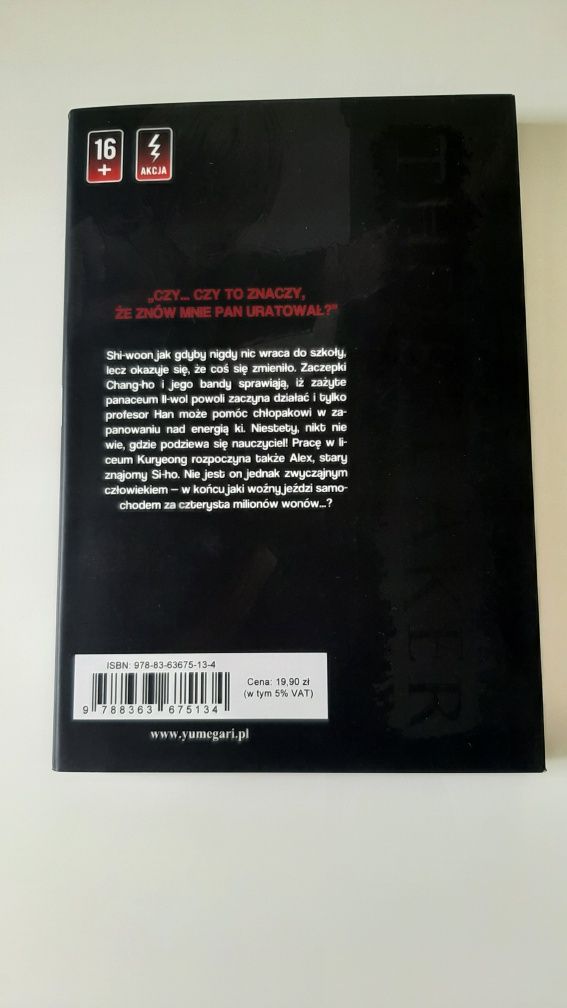 16
+
AKCJA
„CZY... CZY TO ZNACZY,
ŻE ZNÓW MNIE PAN URATOWAŁ?”
Shi-woon jak gdyby nigdy nic wraca do szkoły,
lecz okazuje się, że coś się zmieniło. Zaczepki
Chang-ho i jego bandy sprawiają, iż zażyte
panaceum Il-wol powoli zaczyna działać i tylko
profesor Han może pomóc chłopakowi w za-
panowaniu nad energią ki. Niestety, nikt nie
wie, gdzie podziewa się nauczyciel! Pracę w li-
ceum Kuryeong rozpoczyna także Alex, stary
znajomy Si-ho. Nie jest on jednak zwyczajnym
człowiekiem – w końcu jaki woźny jeździ samo-
chodem za czterysta milionów wonów...?
THE BREAKER
ISBN: 978-83-63675-13-4
9 788363 675134
Cena: 19,90 zł
(w tym 5% VAT)
www.yumegari.pl